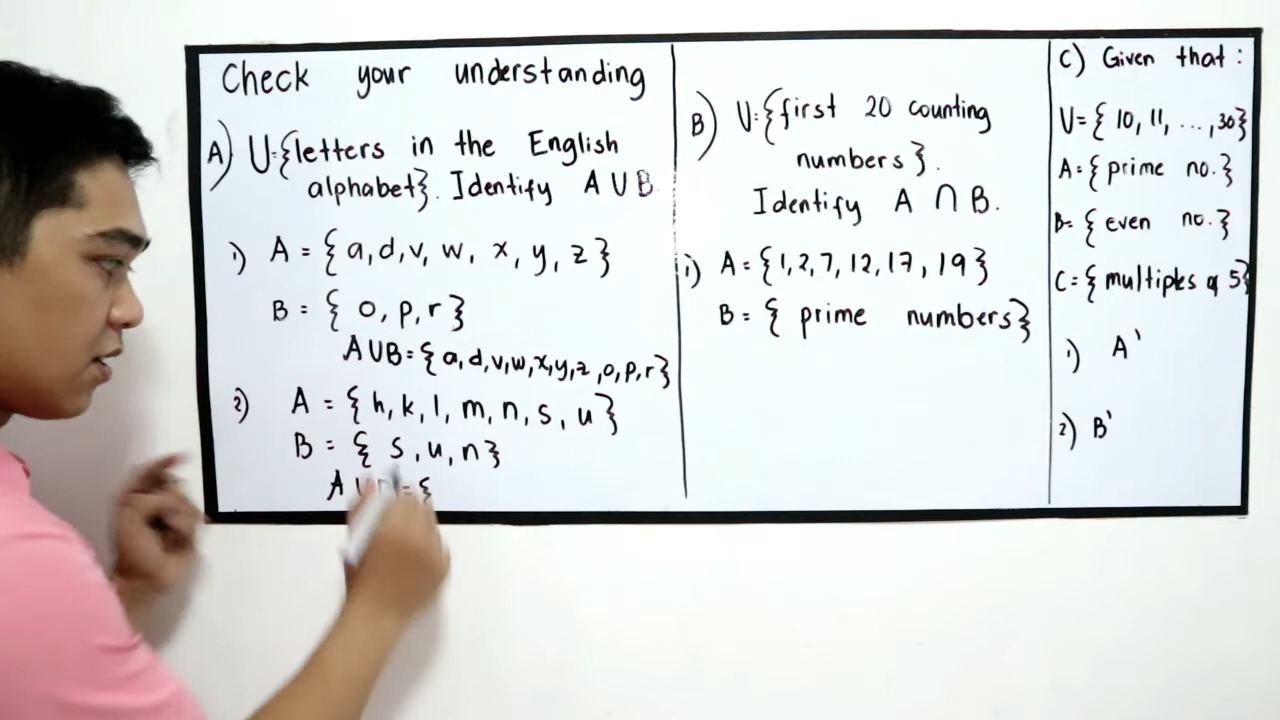 Check your understanding
A) U={letters in the English
alphabet}. Identify A U B.
1) A = {a, d, v, w, x, y, z}
B = { o, p, r}
AUB={a, d, v, w, x, y, z, o, p, r}
2) A = { h, k, l, m, n, s, u}
B = { s, u, n}
A U = {
B) U={first 20 counting
numbers}.
Identify A ∩ B.
1) A = {1, 2, 7, 12, 17, 19}
B = { prime numbers}
C) Given that :
U= { 10, 11, ..., 30}
A= { prime no.}
B= { even no.}
C= { multiples of 5}
1) A'
2) B'